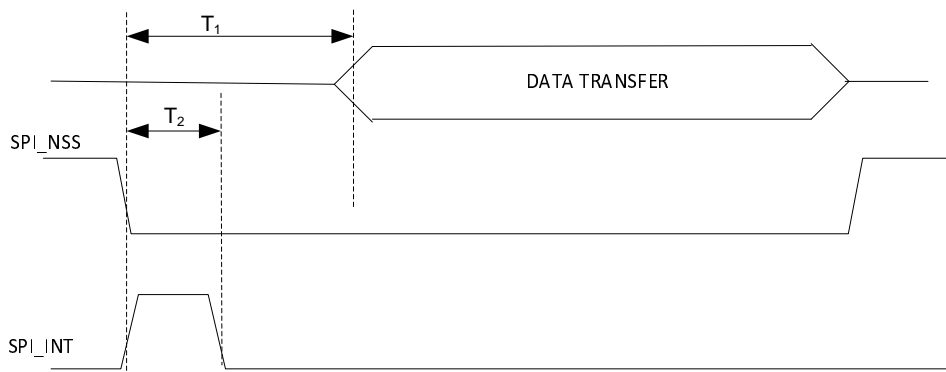 T₁
DATA TRANSFER
T₂
SPI_NSS
SPI_INT